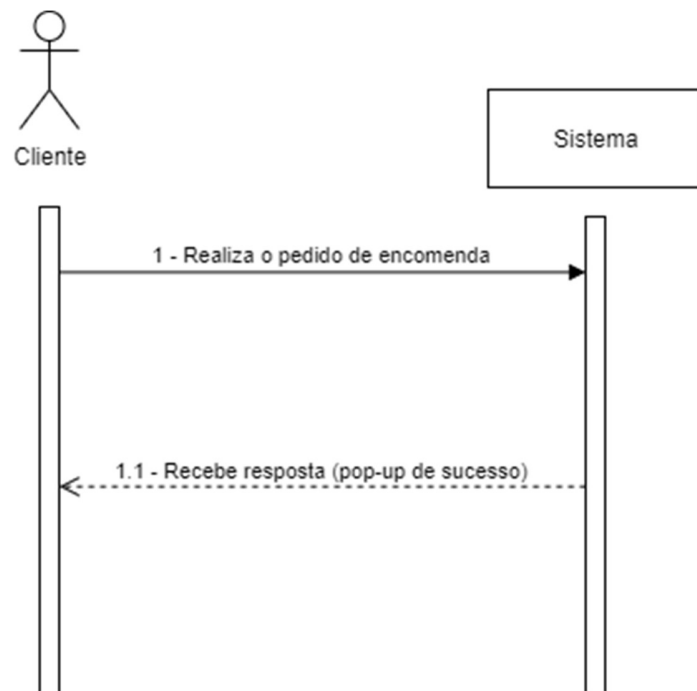 Cliente
Sistema
1 - Realiza o pedido de encomenda
1.1 - Recebe resposta (pop-up de sucesso)